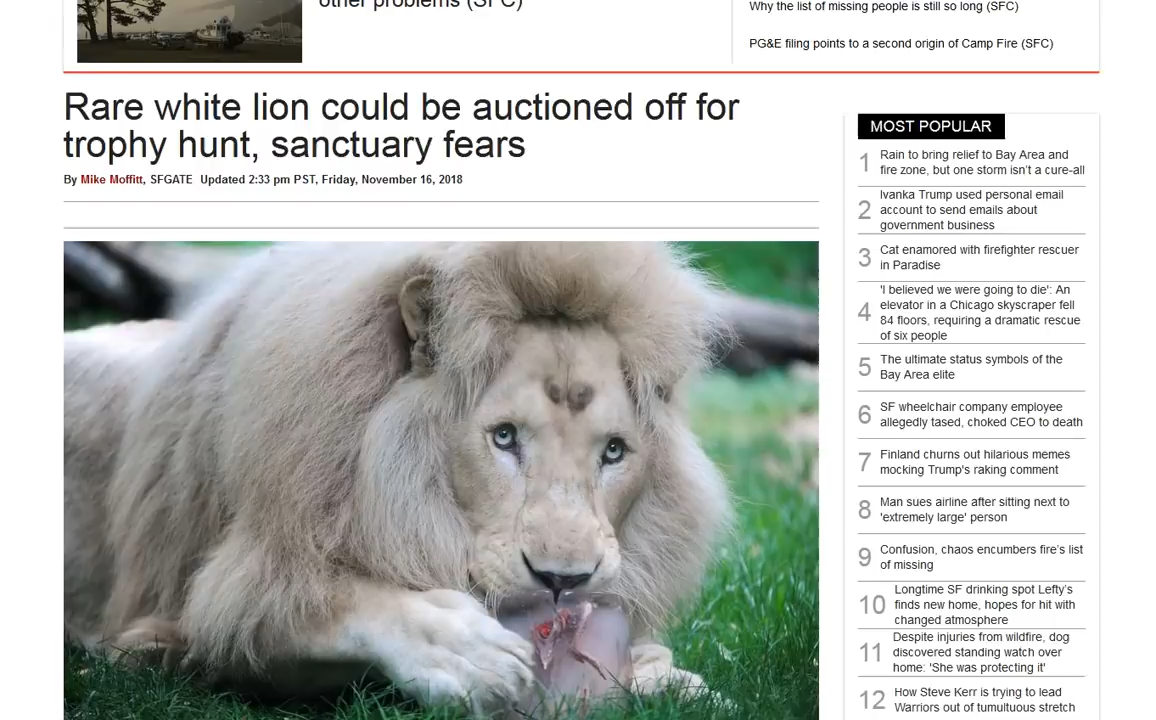 other problems (SFC)
Why the list of missing people is still so long (SFC)
PG&E filing points to a second origin of Camp Fire (SFC)
Rare white lion could be auctioned off for
trophy hunt, sanctuary fears
By Mike Moffitt, SFGATE Updated 2:33 pm PST, Friday, November 16, 2018
MOST POPULAR
1 Rain to bring relief to Bay Area and
fire zone, but one storm isn't a cure-all
2 Ivanka Trump used personal email
account to send emails about
government business
3 Cat enamored with firefighter rescuer
in Paradise
4 'I believed we were going to die': An
elevator in a Chicago skyscraper fell
84 floors, requiring a dramatic rescue
of six people
5 The ultimate status symbols of the
Bay Area elite
6 SF wheelchair company employee
allegedly tased, choked CEO to death
7 Finland churns out hilarious memes
mocking Trump's raking comment
8 Man sues airline after sitting next to
'extremely large' person
9 Confusion, chaos encumbers fire's list
of missing
10 Longtime SF drinking spot Lefty's
finds new home, hopes for hit with
changed atmosphere
11 Despite injuries from wildfire, dog
discovered standing watch over
home: 'She was protecting it'
12 How Steve Kerr is trying to lead
Warriors out of tumultuous stretch